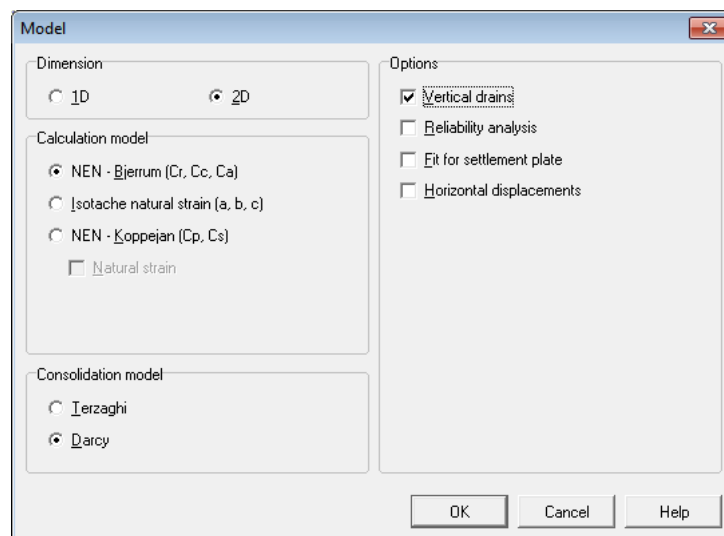 Model
Dimension
1D
2D
Calculation model
NEN - Bjerrum (Cr, Cc, Ca)
Isotache natural strain (a, b, c)
NEN - Koppejan (Cp, Cs)
Natural strain
Consolidation model
Terzaghi
Darcy
Options
Vertical drains
Reliability analysis
Fit for settlement plate
Horizontal displacements
OK
Cancel
Help